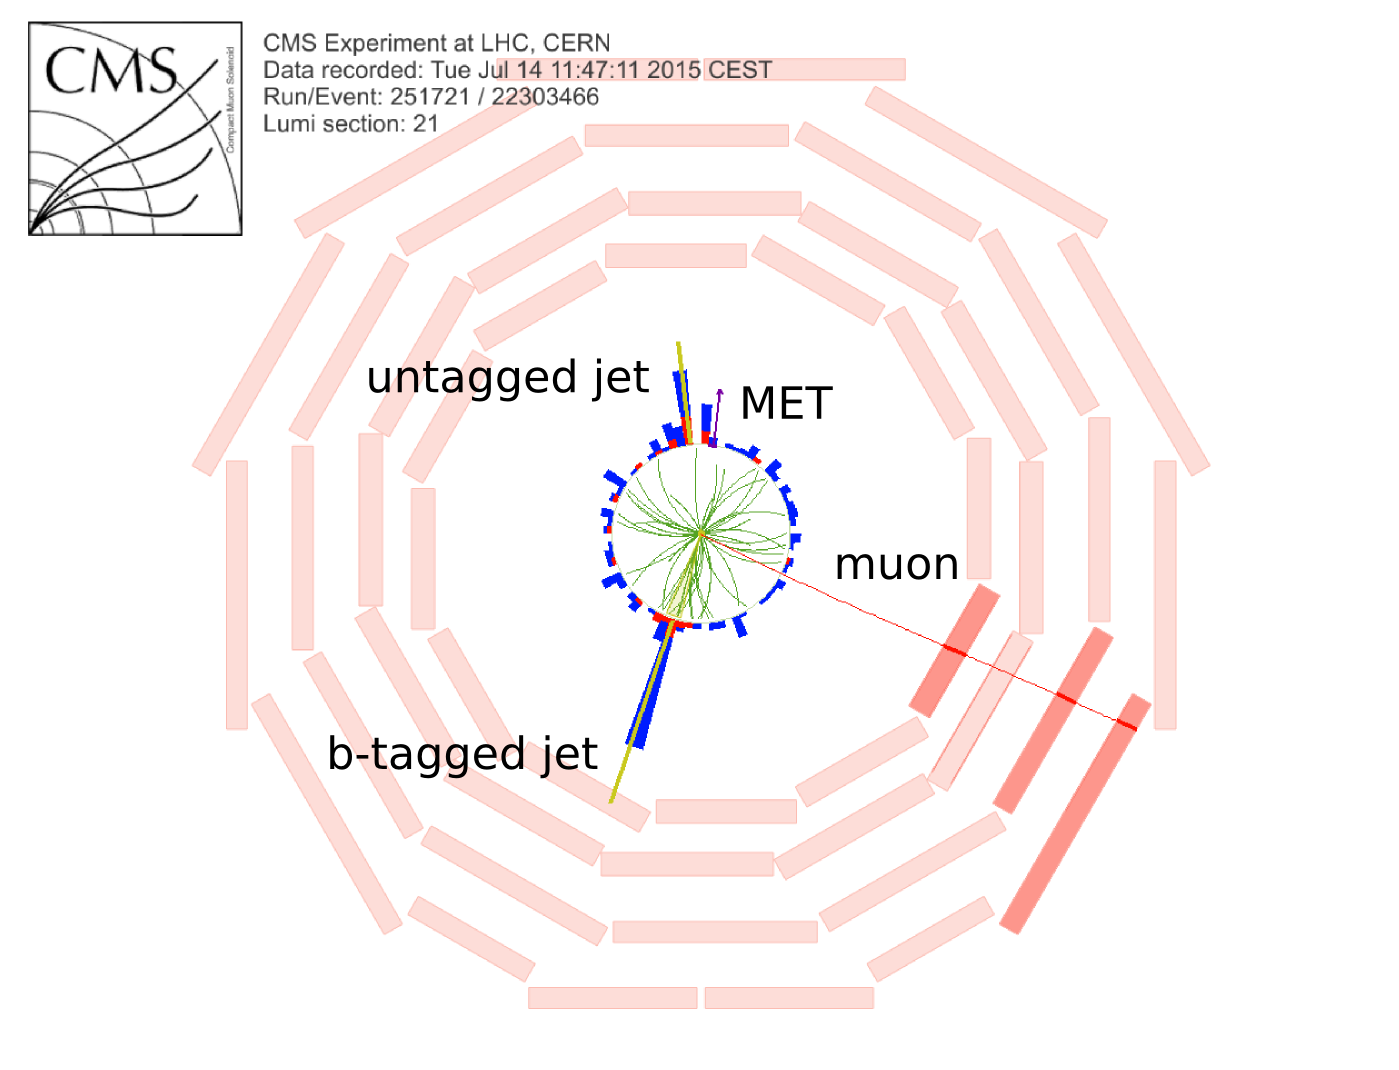 CMS
Compact Muon Solenoid
CMS Experiment at LHC, CERN
Data recorded: Tue Jul 14 11:47:11 2015 CEST
Run/Event: 251721 / 22303466
Lumi section: 21
untagged jet
MET
muon
b-tagged jet